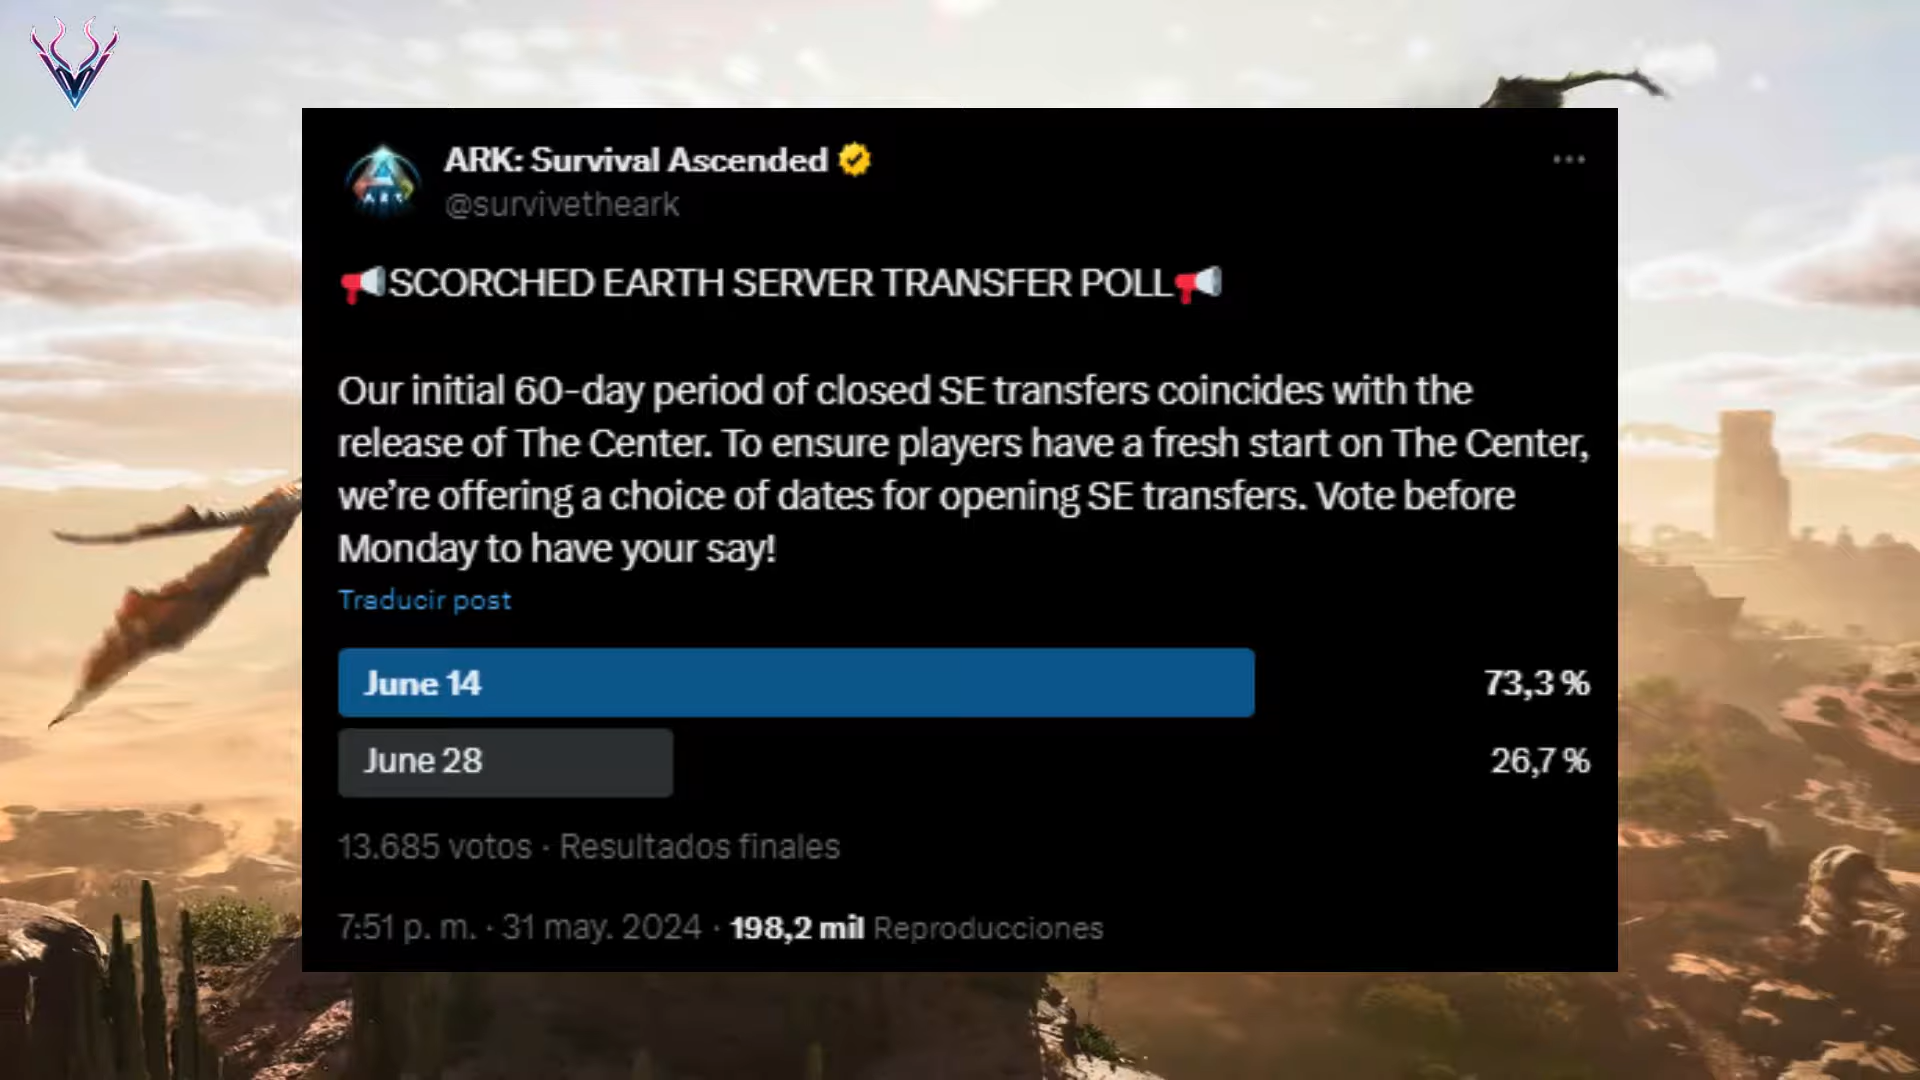 ARK: Survival Ascended
@survivetheark
📢SCORCHED EARTH SERVER TRANSFER POLL📢
Our initial 60-day period of closed SE transfers coincides with the
release of The Center. To ensure players have a fresh start on The Center,
we’re offering a choice of dates for opening SE transfers. Vote before
Monday to have your say!
Traducir post
June 14 73,3 %
June 28 26,7 %
13.685 votos · Resultados finales
7:51 p. m. · 31 may. 2024 · 198,2 mil Reproducciones